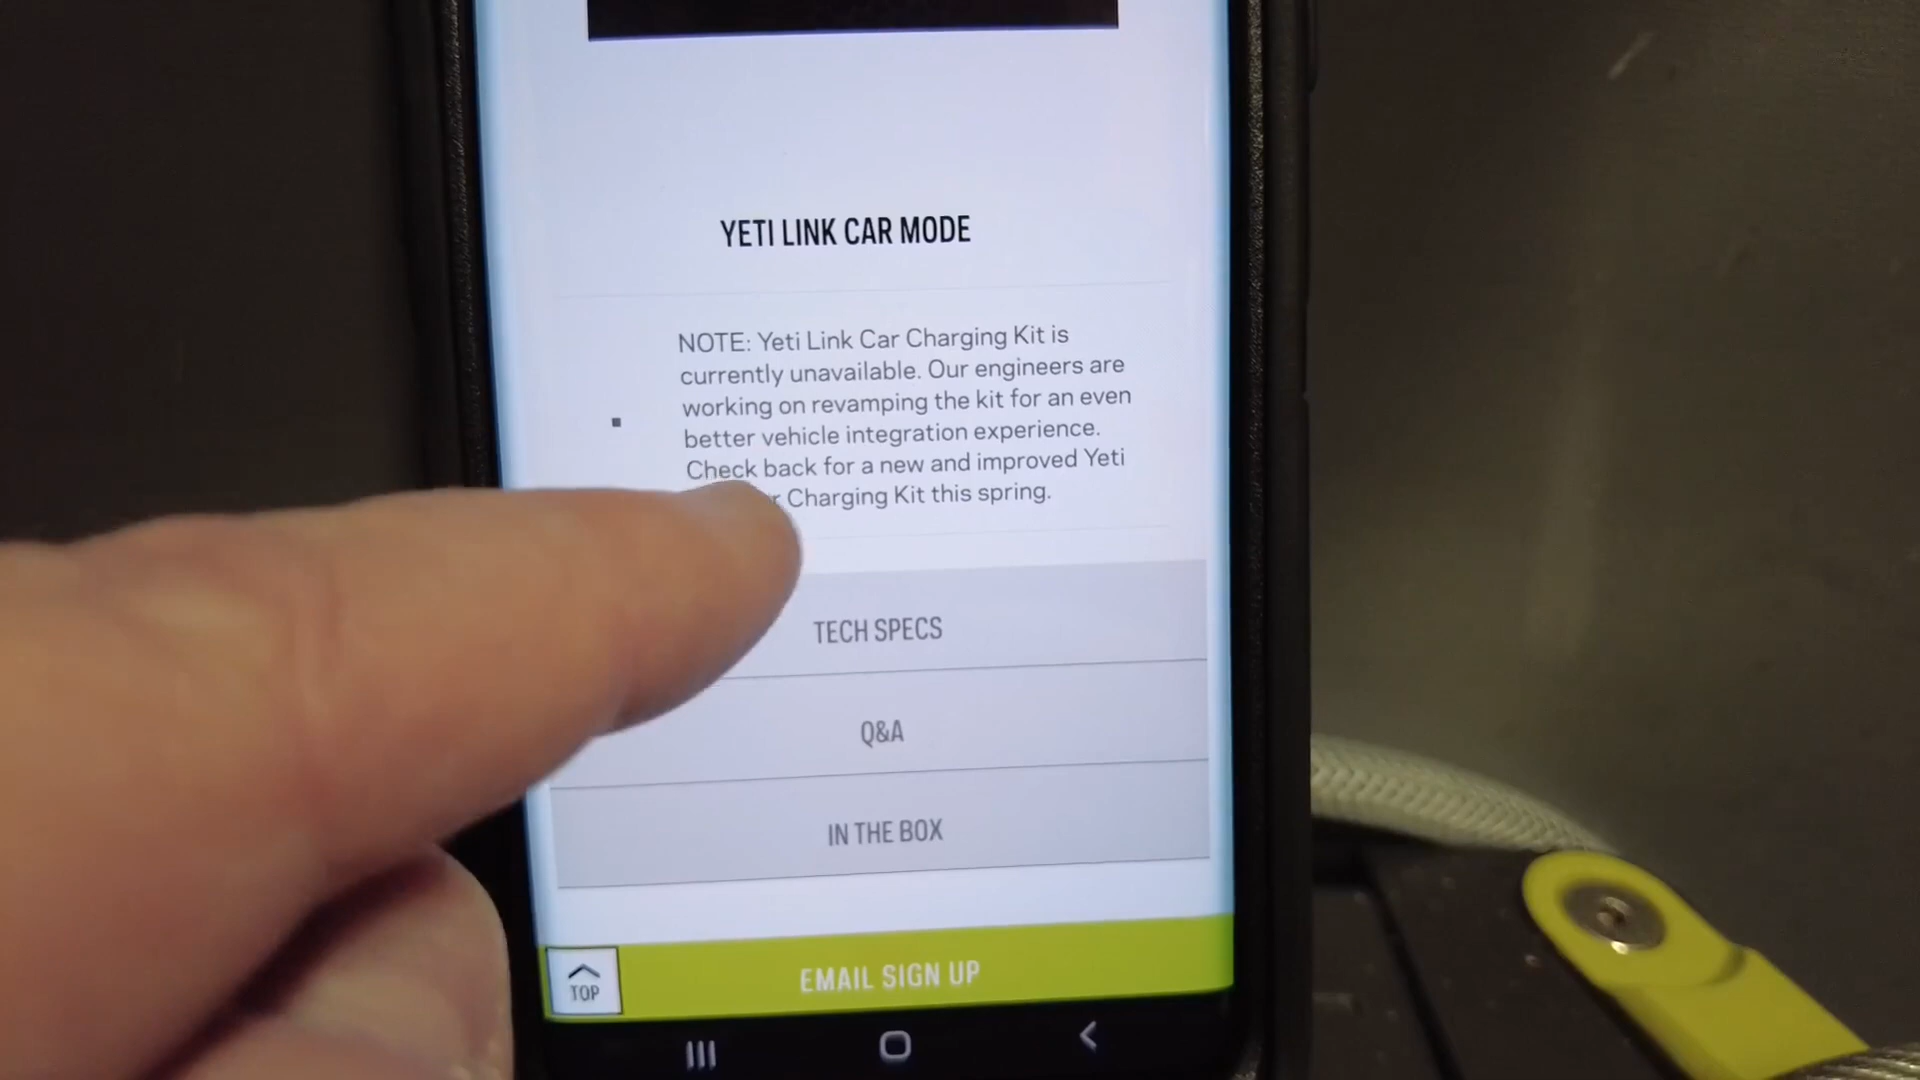 YETI LINK CAR MODE
NOTE: Yeti Link Car Charging Kit is
currently unavailable. Our engineers are
working on revamping the kit for an even
better vehicle integration experience.
Check back for a new and improved Yeti
Charging Kit this spring.
TECH SPECS
Q&A
IN THE BOX
TOP
EMAIL SIGN UP